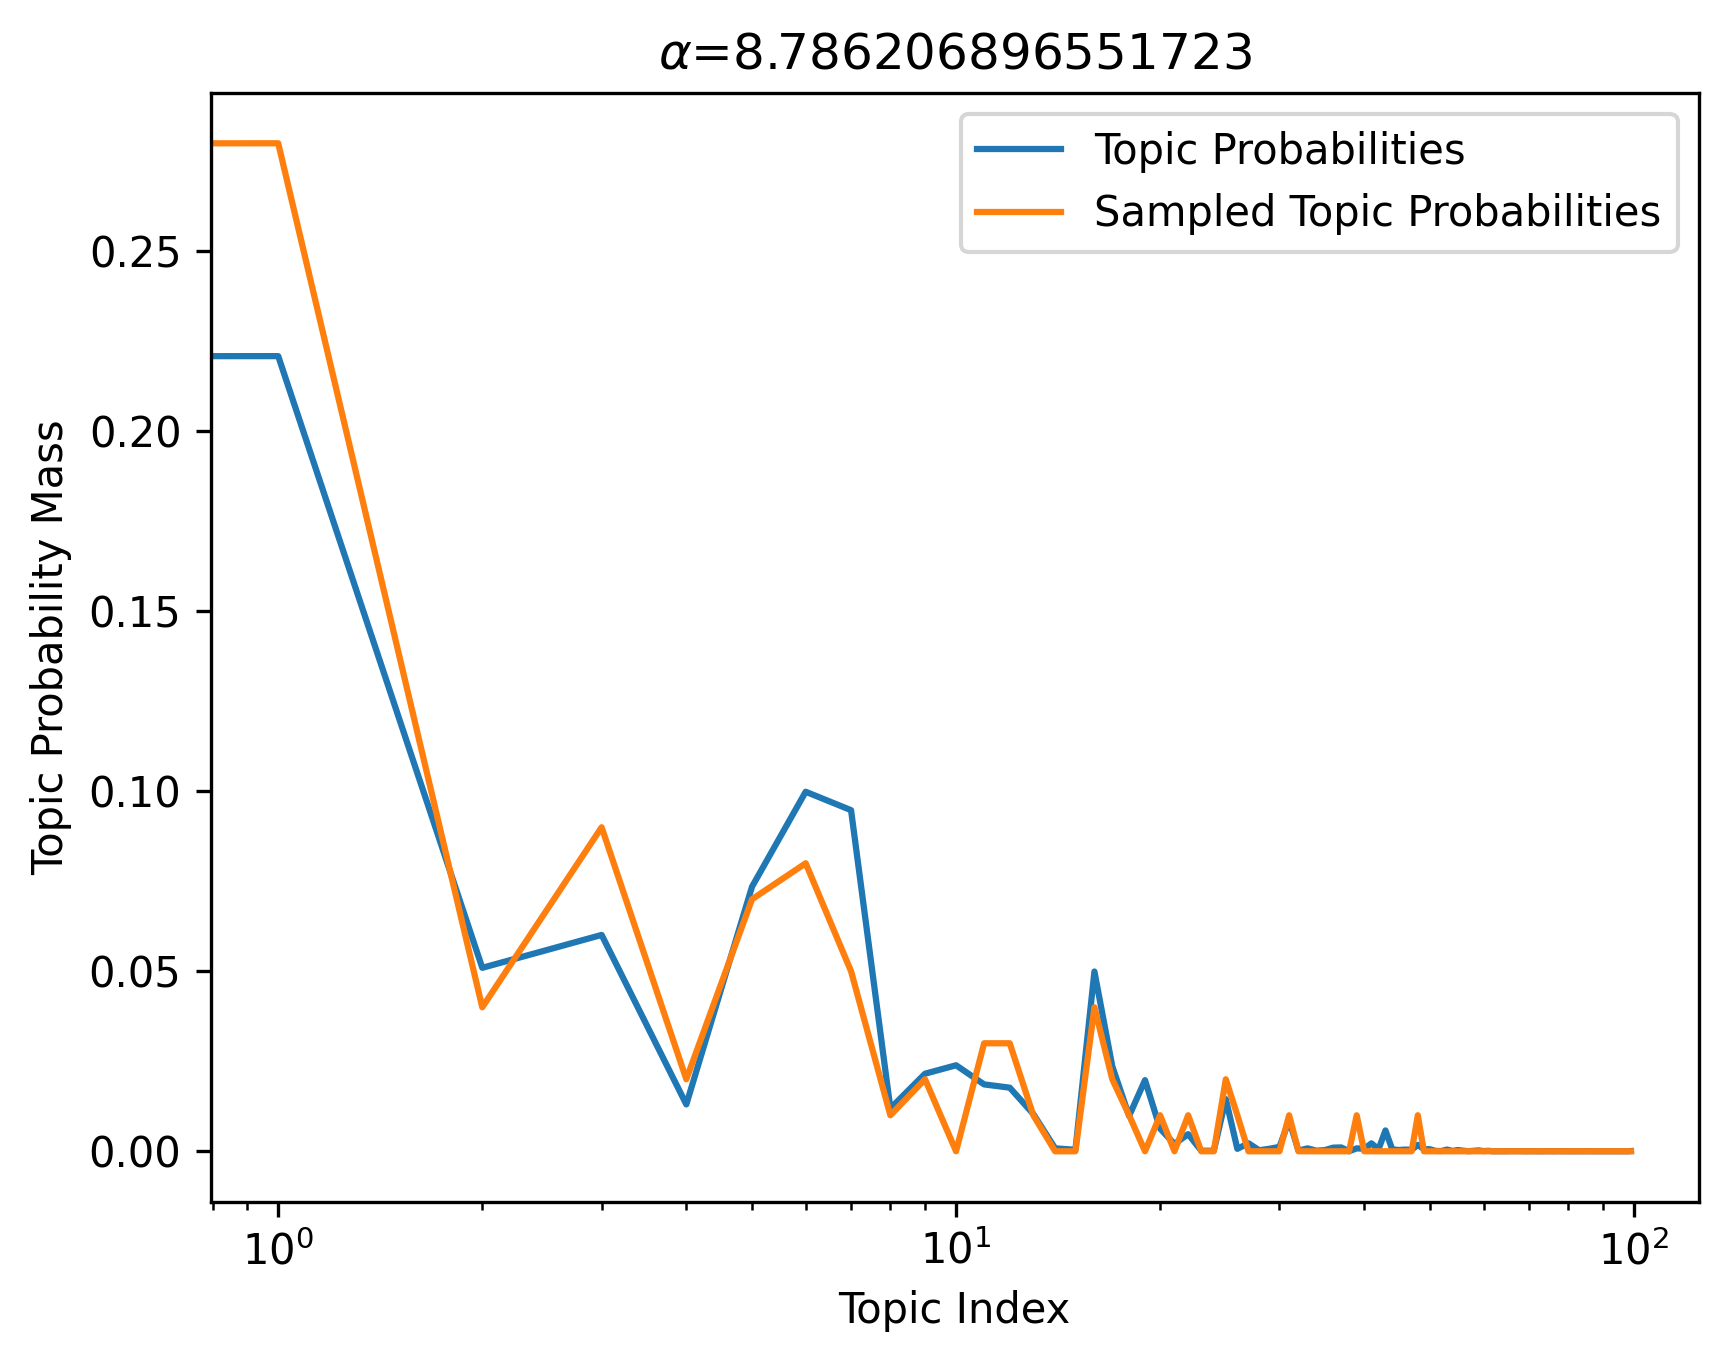 α=8.786206896551723
Topic Probabilities
Sampled Topic Probabilities
Topic Probability Mass
0.25
0.20
0.15
0.10
0.05
0.00
10⁰ 10¹ 10²
Topic Index